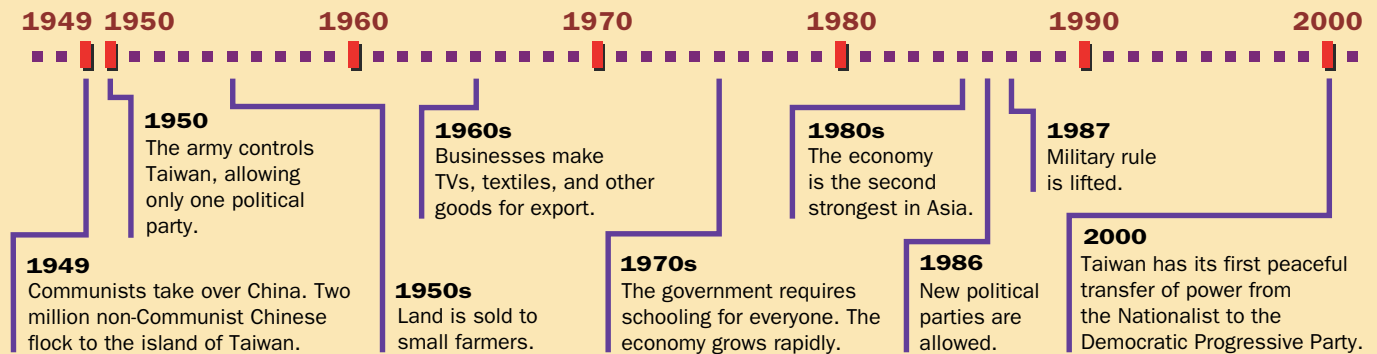 1949 1950 1960 1970 1980 1990 2000
1950
The army controls
Taiwan, allowing
only one political
party.
1960s
Businesses make
TVs, textiles, and other
goods for export.
1980s
The economy
is the second
strongest in Asia.
1987
Military rule
is lifted.
1949
Communists take over China. Two
million non-Communist Chinese
flock to the island of Taiwan.
1950s
Land is sold to
small farmers.
1970s
The government requires
schooling for everyone. The
economy grows rapidly.
1986
New political
parties are
allowed.
2000
Taiwan has its first peaceful
transfer of power from
the Nationalist to the
Democratic Progressive Party.